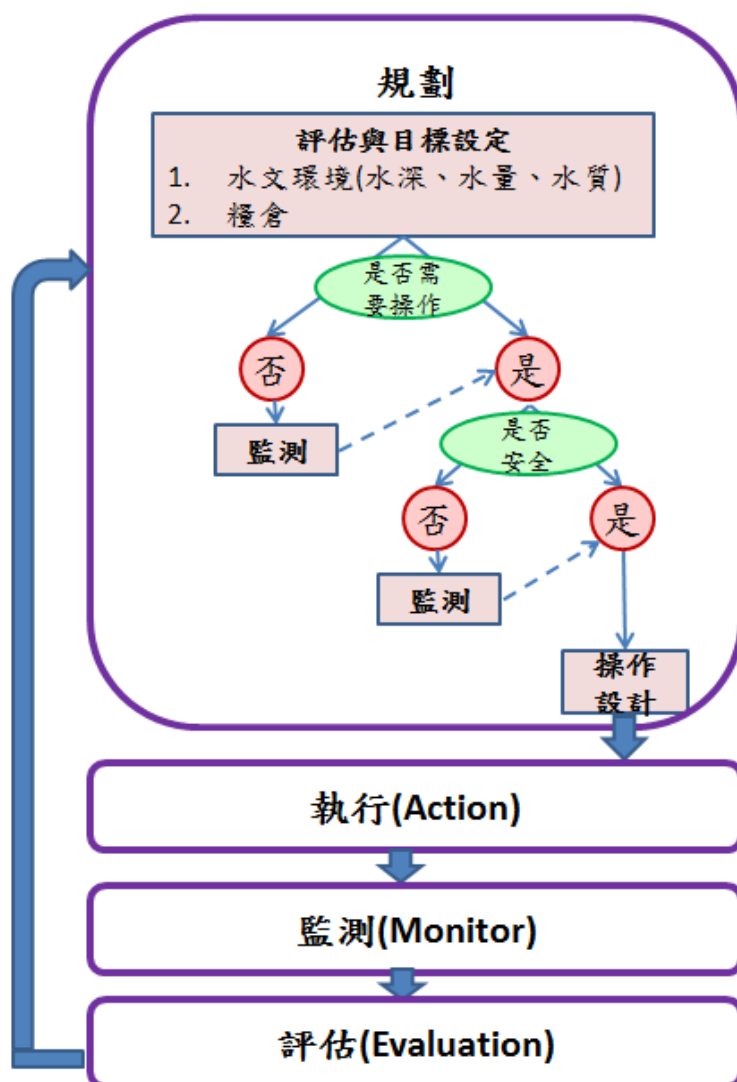 規劃
評估與目標設定
1. 水文環境(水深、水量、水質)
2. 糧倉
是否需
要操作
否
是
監測
是否
安全
否
是
監測
操作
設計
執行(Action)
監測(Monitor)
評估(Evaluation)